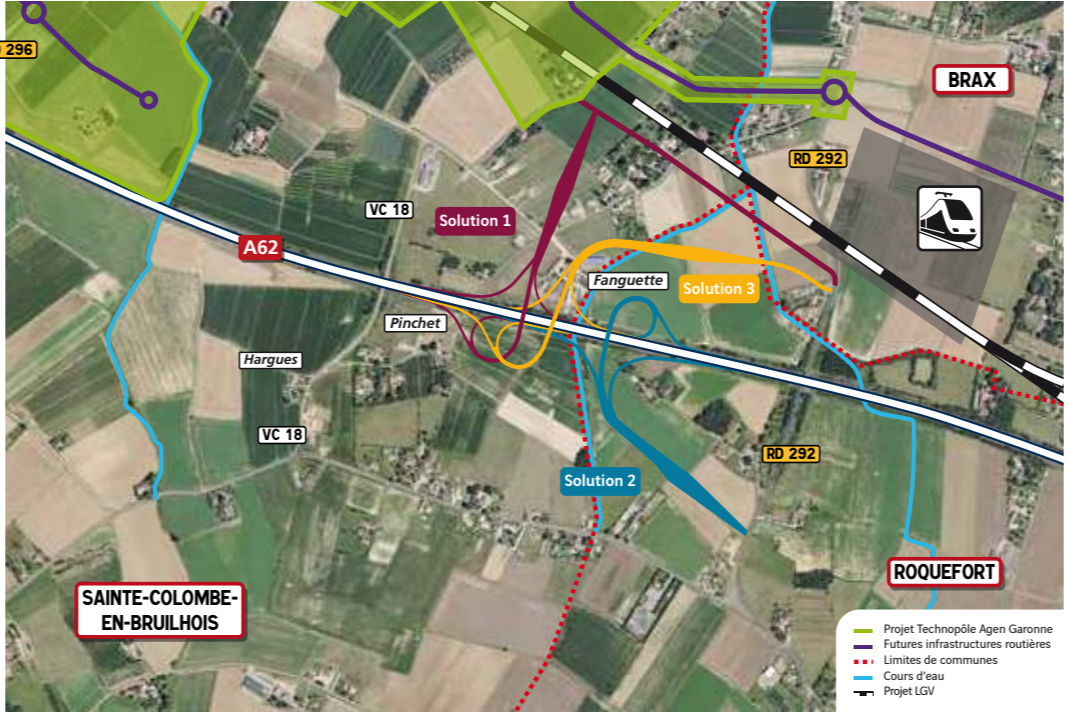 RD 296
BRAX
RD 292
VC 18
Solution 1
A62
Fanguette
Solution 3
Pinchet
Hargues
VC 18
RD 292
Solution 2
ROQUEFORT
SAINTE-COLOMBE-
EN-BRUILHOIS
Projet Technopôle Agen Garonne
Futures infrastructures routières
Limites de communes
Cours d'eau
Projet LGV